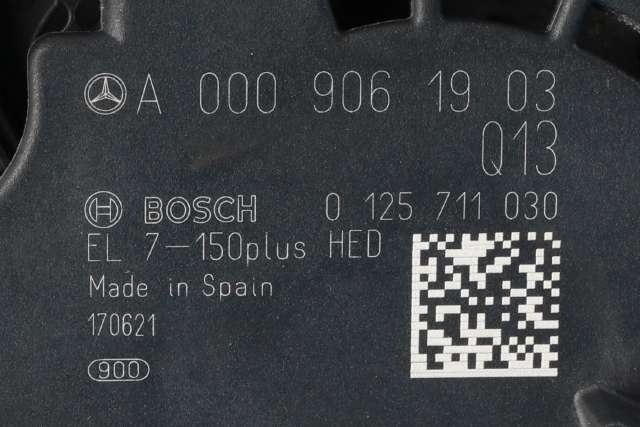 A 000 906 19 03
Q13
BOSCH 0 125 711 030
EL 7-150plus HED
Made in Spain
170621
900